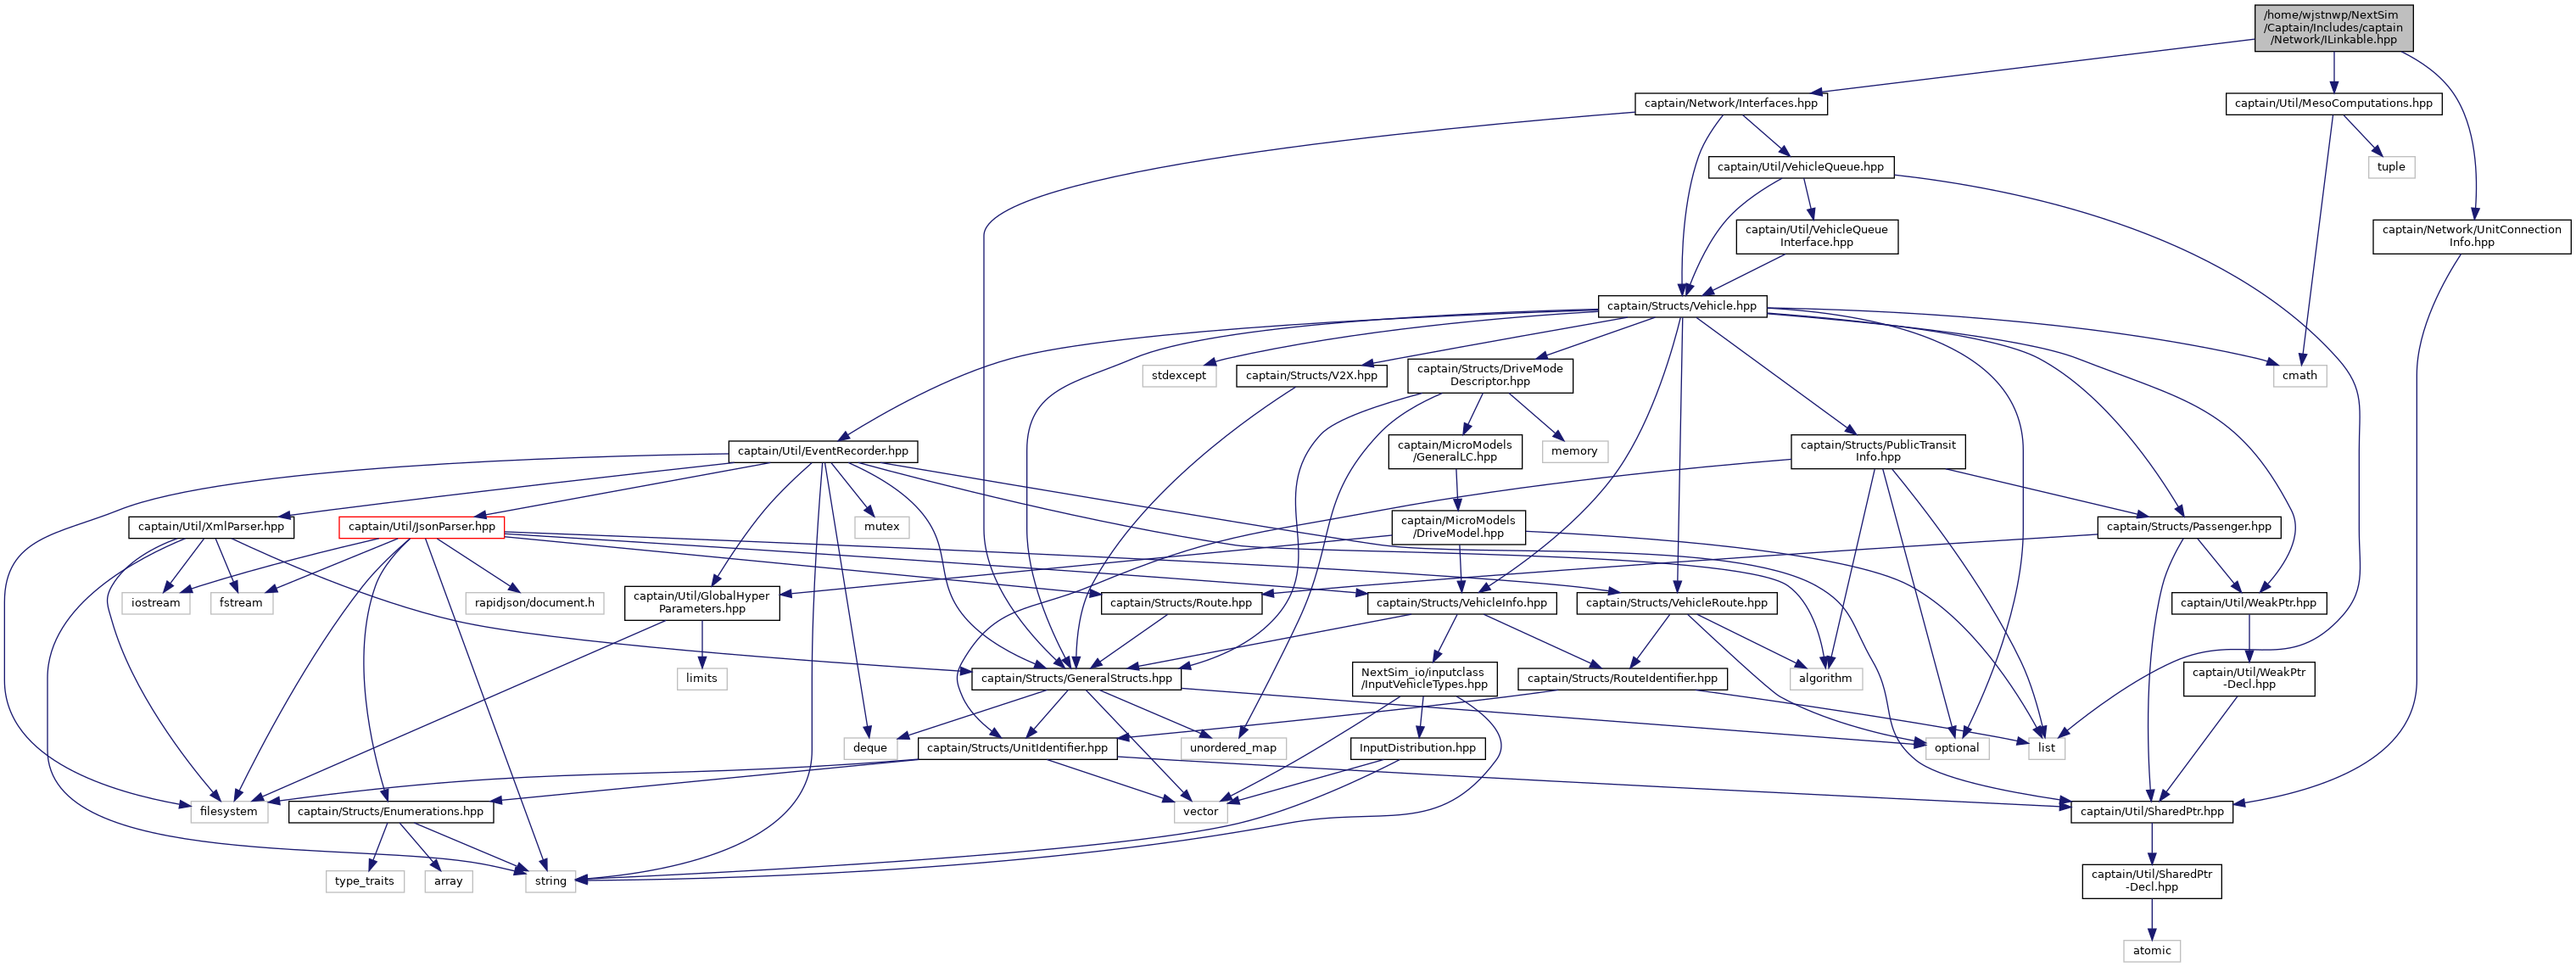 /home/wjstnwp/NextSim
/Captain/Includes/captain
/Network/ILinkable.hpp
captain/Network/Interfaces.hpp
captain/Util/MesoComputations.hpp
captain/Util/VehicleQueue.hpp
tuple
captain/Util/VehicleQueue
Interface.hpp
captain/Network/UnitConnection
Info.hpp
captain/Structs/Vehicle.hpp
stdexcept
captain/Structs/V2X.hpp
captain/Structs/DriveMode
Descriptor.hpp
cmath
captain/Util/EventRecorder.hpp
captain/MicroModels
/GeneralLC.hpp
memory
captain/Structs/PublicTransit
Info.hpp
captain/Util/XmlParser.hpp
captain/Util/JsonParser.hpp
mutex
captain/MicroModels
/DriveModel.hpp
captain/Structs/Passenger.hpp
iostream
fstream
rapidjson/document.h
captain/Util/GlobalHyper
Parameters.hpp
captain/Structs/Route.hpp
captain/Structs/VehicleInfo.hpp
captain/Structs/VehicleRoute.hpp
captain/Util/WeakPtr.hpp
limits
captain/Structs/GeneralStructs.hpp
NextSim_io/inputclass
/InputVehicleTypes.hpp
captain/Structs/RouteIdentifier.hpp
algorithm
captain/Util/WeakPtr
-Decl.hpp
deque
captain/Structs/UnitIdentifier.hpp
unordered_map
InputDistribution.hpp
optional
list
filesystem
captain/Structs/Enumerations.hpp
vector
captain/Util/SharedPtr.hpp
type_traits
array
string
captain/Util/SharedPtr
-Decl.hpp
atomic